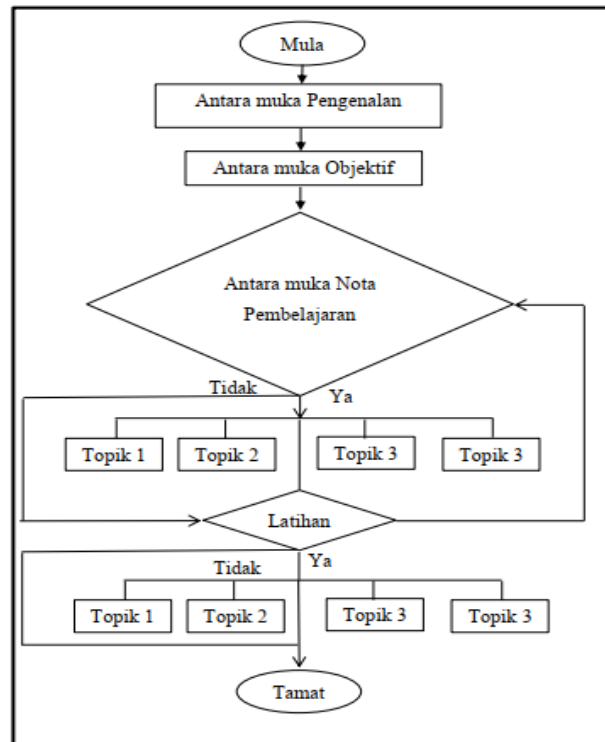 Mula
Antara muka Pengenalan
Antara muka Objektif
Antara muka Nota
Pembelajaran
Tidak
Ya
Topik 1
Topik 2
Topik 3
Topik 3
Latihan
Tidak
Ya
Topik 1
Topik 2
Topik 3
Topik 3
Tamat